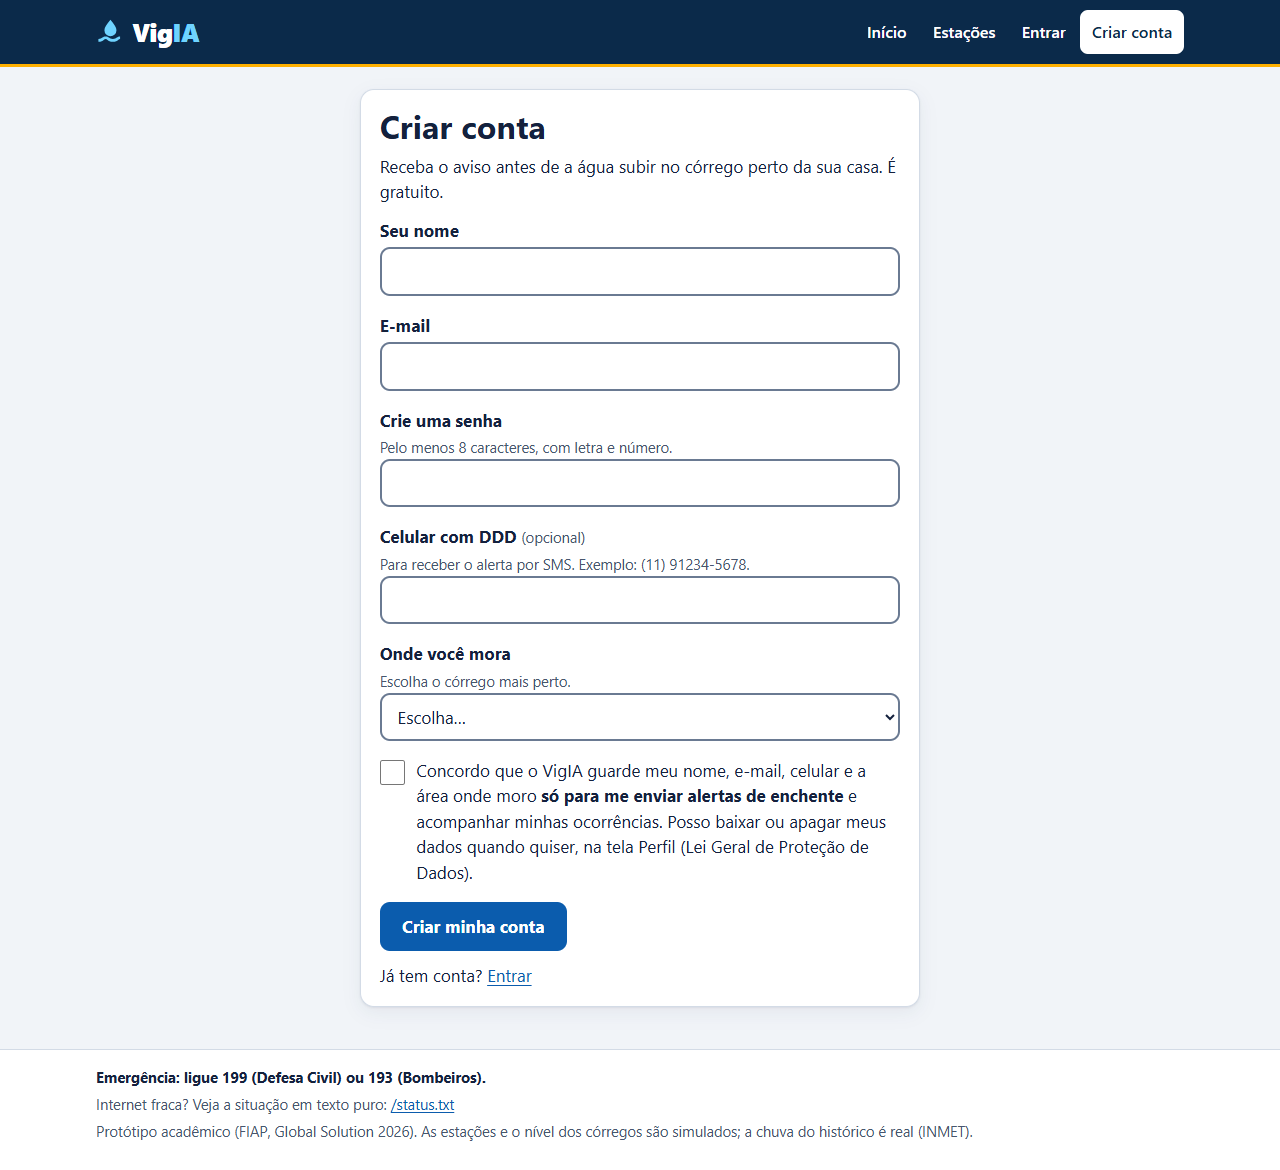 VigIA
Início Estações Entrar Criar conta
Criar conta
Receba o aviso antes de a água subir no córrego perto da sua casa. É
gratuito.
Seu nome
E-mail
Crie uma senha
Pelo menos 8 caracteres, com letra e número.
Celular com DDD (opcional)
Para receber o alerta por SMS. Exemplo: (11) 91234-5678.
Onde você mora
Escolha o córrego mais perto.
Escolha...
Concordo que o VigIA guarde meu nome, e-mail, celular e a
área onde moro só para me enviar alertas de enchente e
acompanhar minhas ocorrências. Posso baixar ou apagar meus
dados quando quiser, na tela Perfil (Lei Geral de Proteção de
Dados).
Criar minha conta
Já tem conta? Entrar
Emergência: ligue 199 (Defesa Civil) ou 193 (Bombeiros).
Internet fraca? Veja a situação em texto puro: /status.txt
Protótipo acadêmico (FIAP, Global Solution 2026). As estações e o nível dos córregos são simulados; a chuva do histórico é real (INMET).